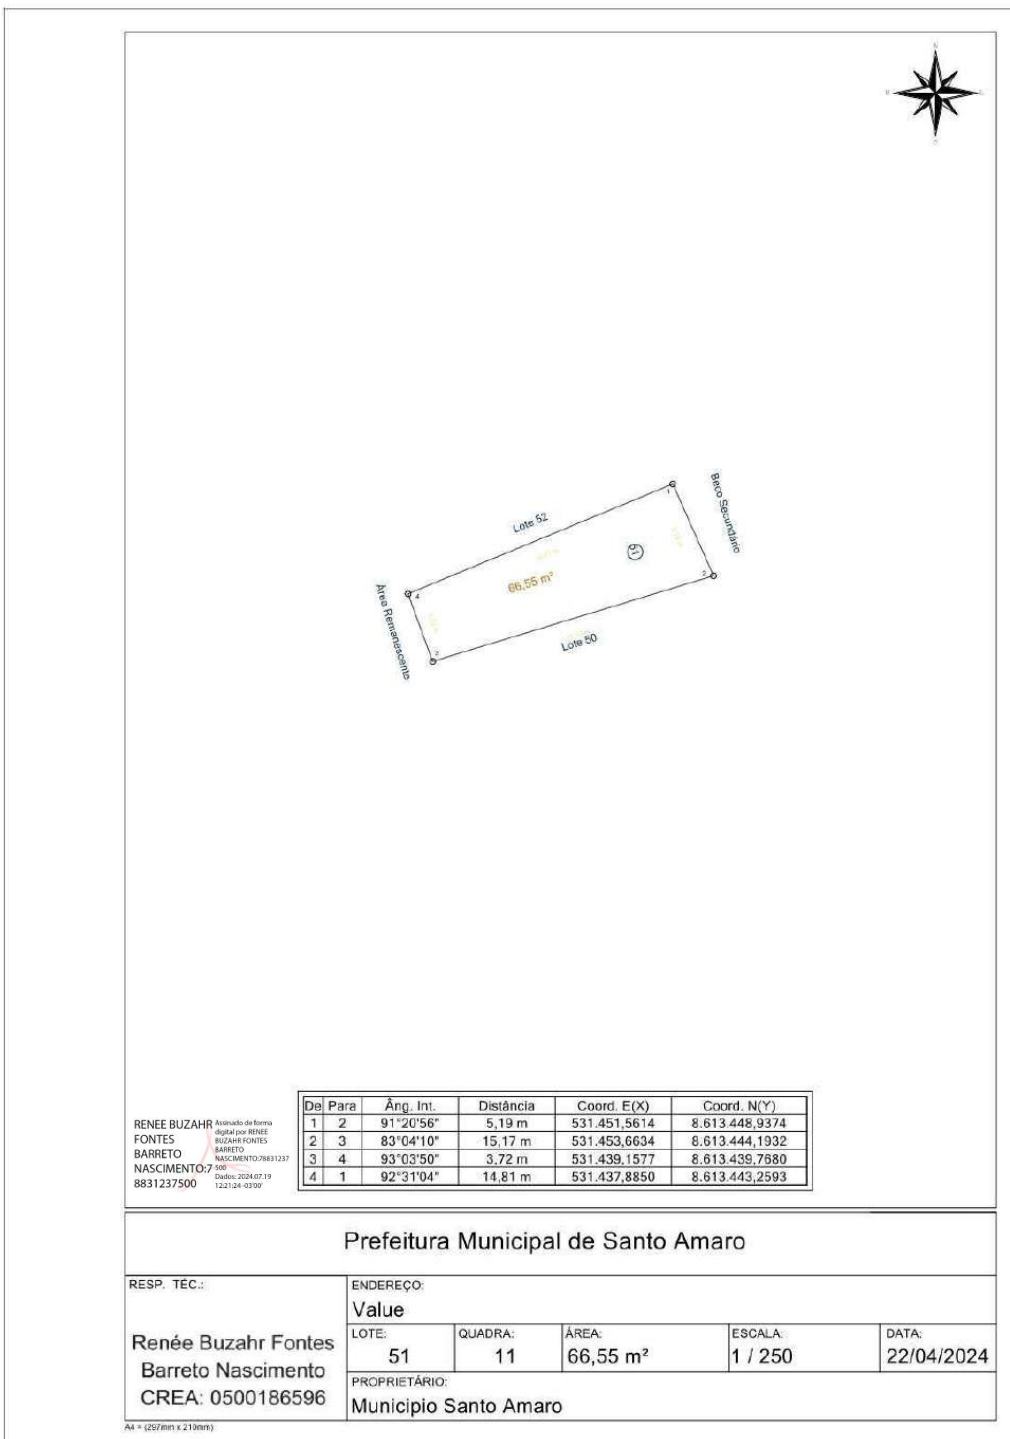 N
Lote 52
Beco Secundário
1
51
2
66,55 m²
4
Área Remanescente
Lote 50
De Para Âng. Int. Distância Coord. E(X) Coord. N(Y)
1 2 91°20'56" 5,19 m 531.451,5614 8.613.448,9374
2 3 83°04'10" 15,17 m 531.453,6634 8.613.444,1932
3 4 93°03'50" 3,72 m 531.439,1577 8.613.439,7680
4 1 92°31'04" 14,81 m 531.437,8850 8.613.443,2593
RENEE BUZAHR
FONTES
BARRETO
NASCIMENTO:7
8831237500
Assinado de forma
digital por RENEE
BUZAHR FONTES
BARRETO
NASCIMENTO:78831237
500
Dados: 2024.07.19
12:21:24 -03'00'
Prefeitura Municipal de Santo Amaro
RESP. TÉC.:
Renée Buzahr Fontes
Barreto Nascimento
CREA: 0500186596
ENDEREÇO:
Value
LOTE: QUADRA: ÁREA: ESCALA: DATA:
51 11 66,55 m² 1 / 250 22/04/2024
PROPRIETÁRIO:
Municipio Santo Amaro
A4 = (297mm x 210mm)